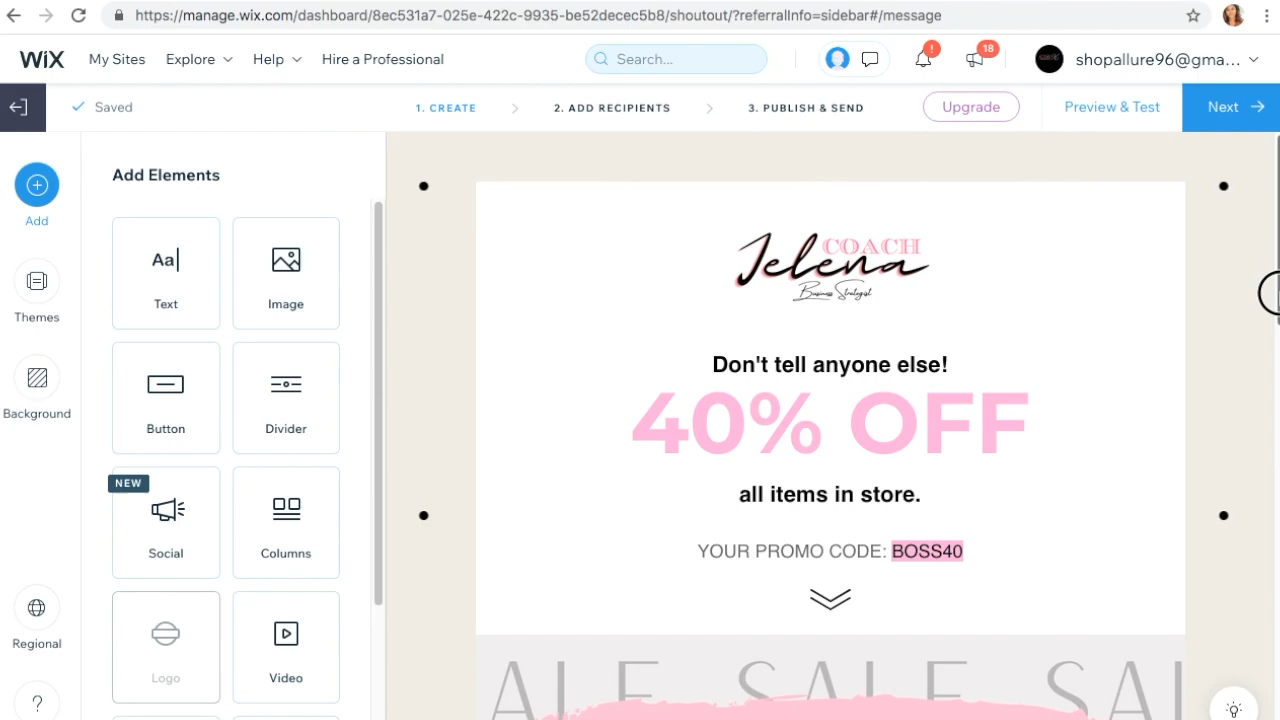 https://manage.wix.com/dashboard/8ec531a7-025e-422c-9935-be52decec5b8/shoutout/?referralInfo=sidebar#/message
WiX My Sites Explore Help Hire a Professional Search... ! 18 shopallure96@gma...
Saved 1. CREATE 2. ADD RECIPIENTS 3. PUBLISH & SEND Upgrade Preview & Test Next
Add Elements
Add
Themes
Background
Regional
?
Aa
Text
Image
Button
Divider
NEW
Social
Columns
Logo
Video
COACH
Jelena
Business Strategist
Don't tell anyone else!
40% OFF
all items in store.
YOUR PROMO CODE: BOSS40
ALE SALE SAL